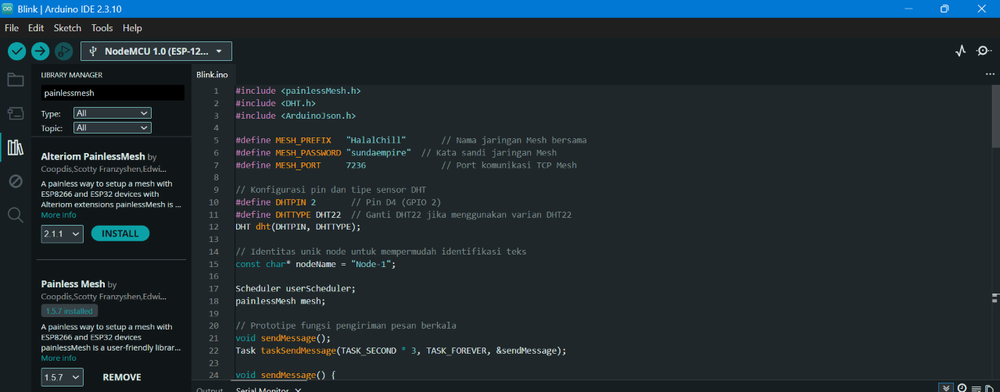 Blink | Arduino IDE 2.3.10
File Edit Sketch Tools Help
NodeMCU 1.0 (ESP-12...
LIBRARY MANAGER
painlessmesh
Type: All
Topic: All
Alteriom PainlessMesh by
Coopdis,Scotty Franzyshen,Edwi...
A painless way to setup a mesh with
ESP8266 and ESP32 devices with
Alteriom extensions painlessMesh is ...
More info
2.1.1 INSTALL
Painless Mesh by
Coopdis,Scotty Franzyshen,Edwi...
1.5.7 installed
A painless way to setup a mesh with
ESP8266 and ESP32 devices
painlessMesh is a user-friendly librar...
More info
1.5.7 REMOVE
Blink.ino
1 #include <painlessMesh.h>
2 #include <DHT.h>
3 #include <ArduinoJson.h>
4
5 #define MESH_PREFIX "HalalChill" // Nama jaringan Mesh bersama
6 #define MESH_PASSWORD "sundaempire" // Kata sandi jaringan Mesh
7 #define MESH_PORT 7236 // Port komunikasi TCP Mesh
8
9 // Konfigurasi pin dan tipe sensor DHT
10 #define DHTPIN 2 // Pin D4 (GPIO 2)
11 #define DHTTYPE DHT22 // Ganti DHT22 jika menggunakan varian DHT22
12 DHT dht(DHTPIN, DHTTYPE);
13
14 // Identitas unik node untuk mempermudah identifikasi teks
15 const char* nodeName = "Node-1";
16
17 Scheduler userScheduler;
18 painlessMesh mesh;
19
20 // Prototipe fungsi pengiriman pesan berkala
21 void sendMessage();
22 Task taskSendMessage(TASK_SECOND * 3, TASK_FOREVER, &sendMessage);
23
24 void sendMessage() {
Output Serial Monitor